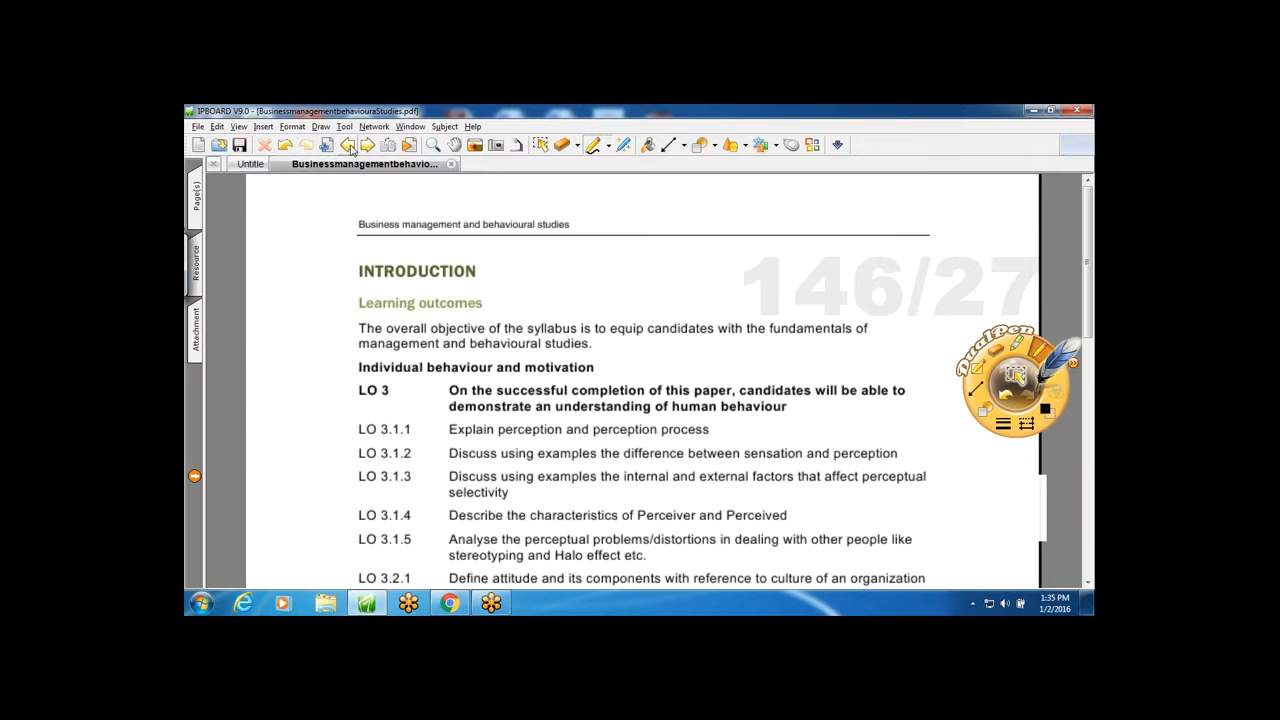 IPBOARD V9.0 - [BusinessmanagementbehaviouraStudies.pdf]
File Edit View Insert Format Draw Tool Network Window Subject Help
Untitle Businessmanagementbehavio...
Page(s)
Resource
Attachment
Business management and behavioural studies
146/27
INTRODUCTION
Learning outcomes
The overall objective of the syllabus is to equip candidates with the fundamentals of
management and behavioural studies.
Individual behaviour and motivation
LO 3 On the successful completion of this paper, candidates will be able to
demonstrate an understanding of human behaviour
LO 3.1.1 Explain perception and perception process
LO 3.1.2 Discuss using examples the difference between sensation and perception
LO 3.1.3 Discuss using examples the internal and external factors that affect perceptual
selectivity
LO 3.1.4 Describe the characteristics of Perceiver and Perceived
LO 3.1.5 Analyse the perceptual problems/distortions in dealing with other people like
stereotyping and Halo effect etc.
LO 3.2.1 Define attitude and its components with reference to culture of an organization
DualPen
1:35 PM
1/2/2016